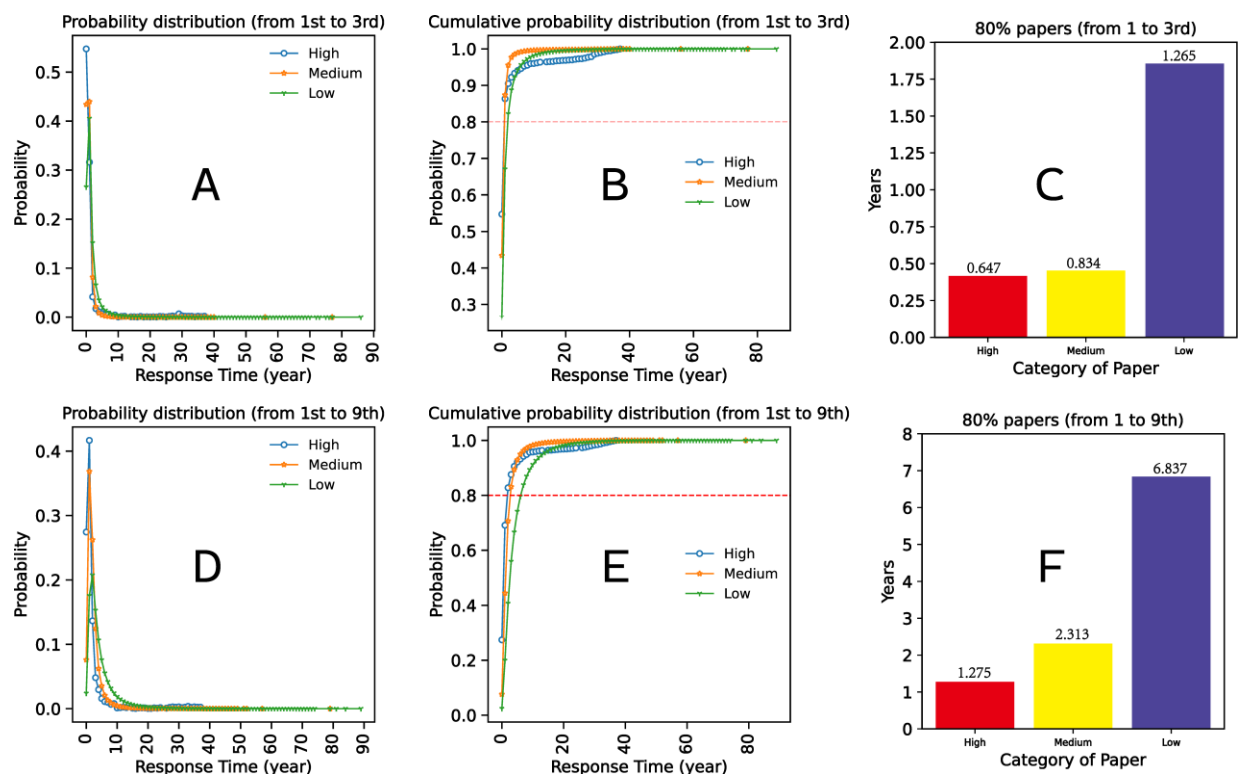 Probability distribution (from 1st to 3rd)
0.5
0.4
0.3
0.2
0.1
0.0
Probability
High
Medium
Low
A
0
10
20
30
40
50
60
70
80
90
Response Time (year)
Cumulative probability distribution (from 1st to 3rd)
1.0
0.9
0.8
0.7
0.6
0.5
0.4
0.3
Probability
High
Medium
Low
B
0
20
40
60
80
Response Time (year)
80% papers (from 1 to 3rd)
2.00
1.75
1.50
1.25
1.00
0.75
0.50
0.25
0.00
Years
0.647
0.834
1.265
C
High
Medium
Low
Category of Paper
Probability distribution (from 1st to 9th)
0.4
0.3
0.2
0.1
0.0
Probability
High
Medium
Low
D
0
10
20
30
40
50
60
70
80
90
Response Time (year)
Cumulative probability distribution (from 1st to 9th)
1.0
0.8
0.6
0.4
0.2
0.0
Probability
High
Medium
Low
E
0
20
40
60
80
Response Time (year)
80% papers (from 1 to 9th)
8
7
6
5
4
3
2
1
0
Years
1.275
2.313
6.837
F
High
Medium
Low
Category of Paper